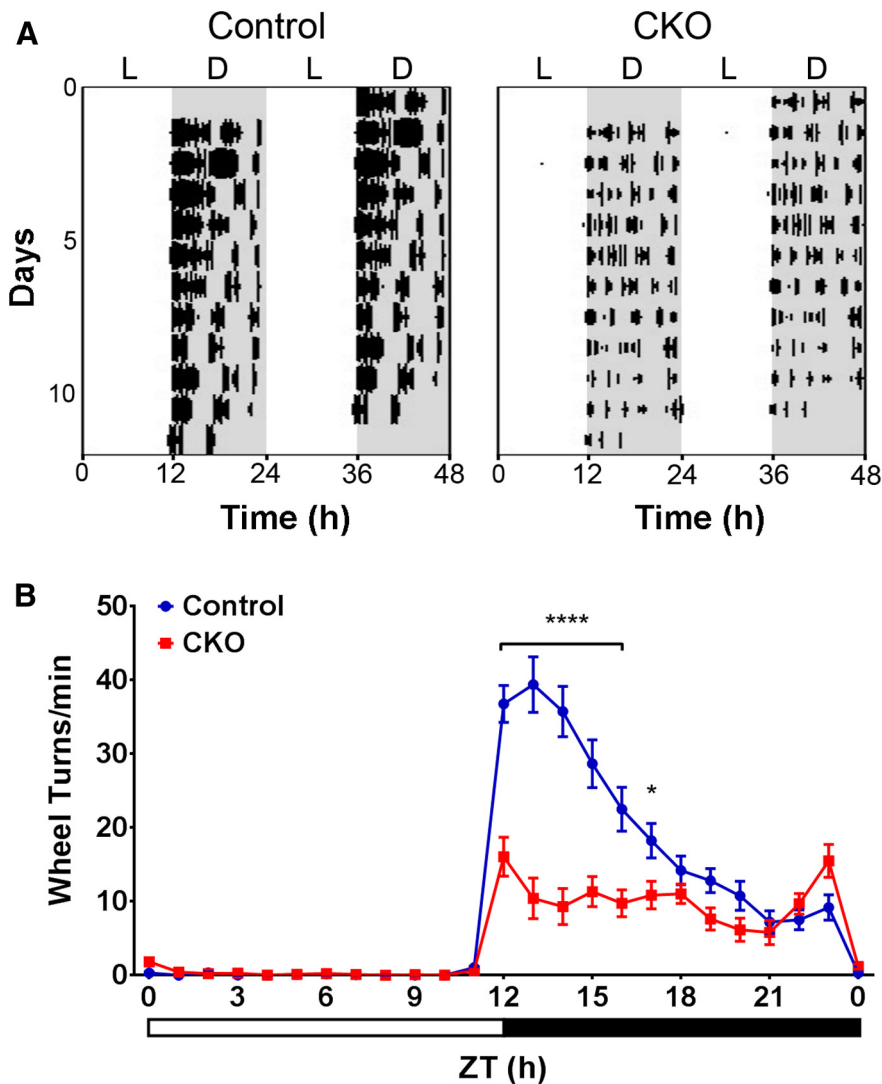 A
Control
CKO
L D L D
L D L D
0
5
10
Days
0 12 24 36 48
0 12 24 36 48
Time (h)
Time (h)
B
Control
CKO
****
*
50
40
30
20
10
0
Wheel Turns/min
0 3 6 9 12 15 18 21 0
ZT (h)